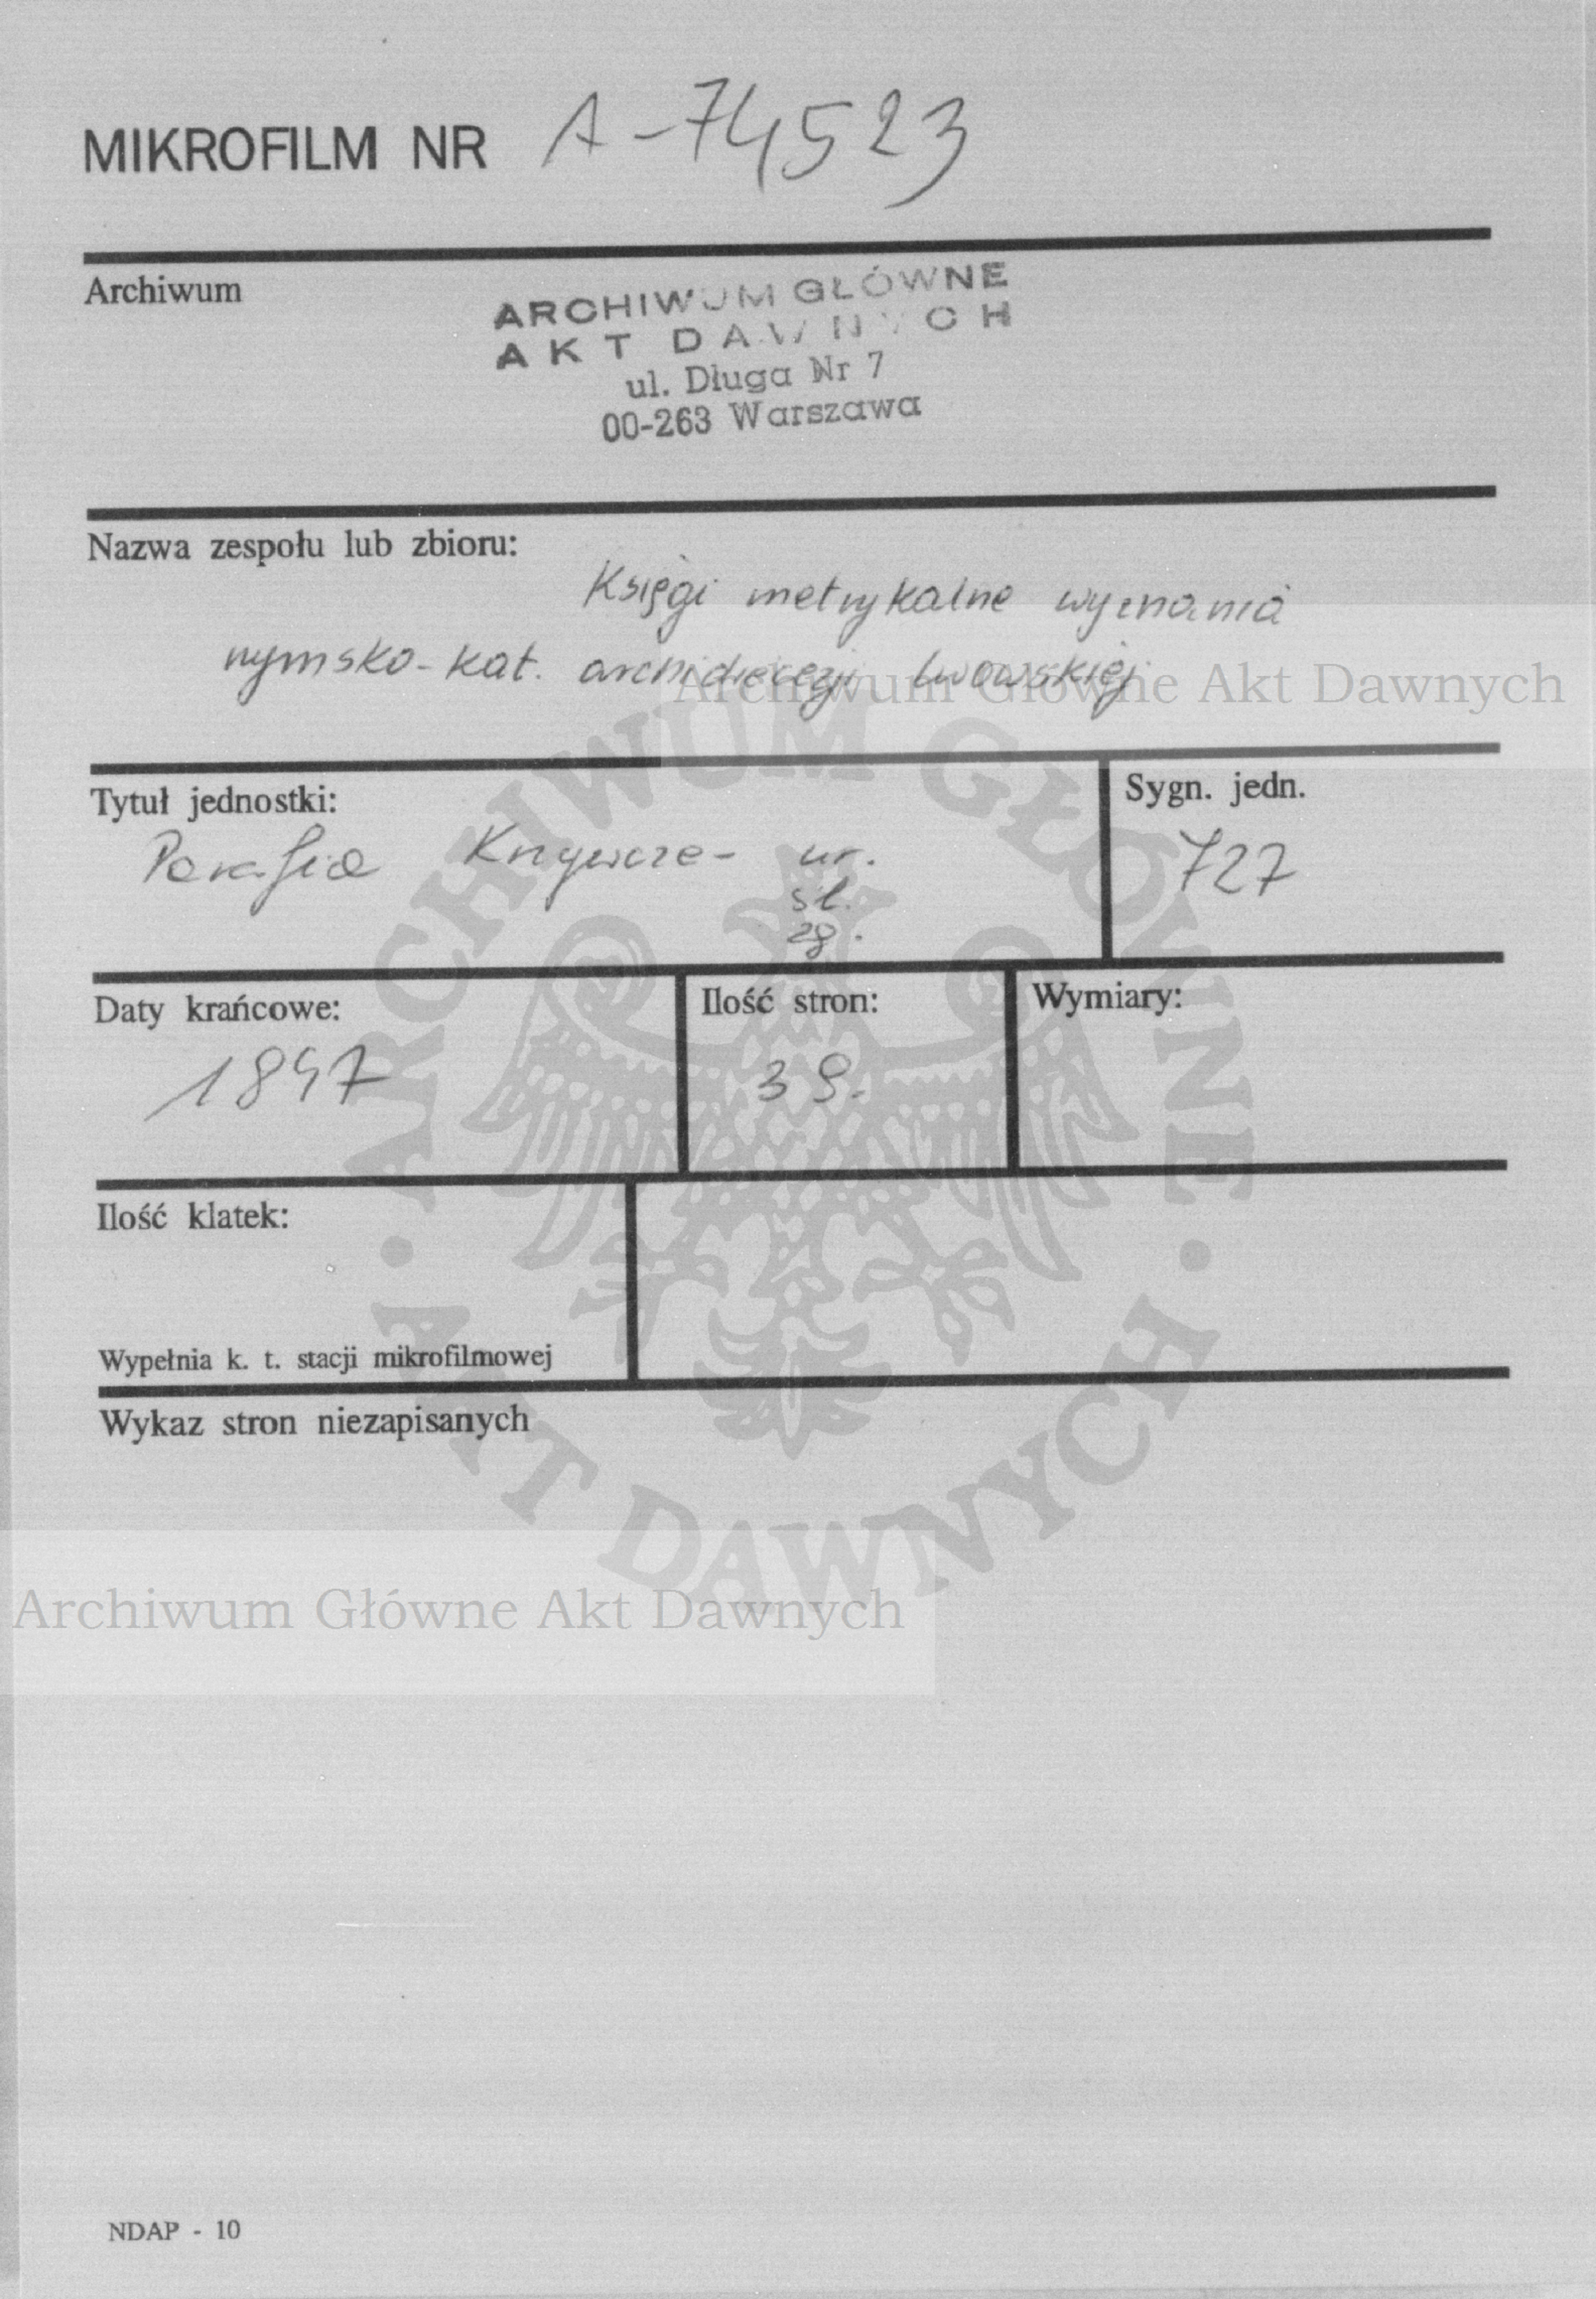 MIKROFILM NR A-74523
Archiwum
ARCHIWUM GŁÓWNE
AKT DAWNYCH
ul. Długa Nr 7
00-263 Warszawa
Nazwa zespołu lub zbioru:
Księgi metrykalne wyznania
rzymsko-kat. archidiecezji lwowskiej
Archiwum Główne Akt Dawnych
Tytuł jednostki:
Parafia Krzywcze - ur.
śl.
zg.
Sygn. jedn.
727
Daty krańcowe:
1847
Ilość stron:
39.
Wymiary:
Ilość klatek:
Wypełnia k. t. stacji mikrofilmowej
Wykaz stron niezapisanych
ARCHIWUM GŁÓWNE
AKT DAWNYCH
Archiwum Główne Akt Dawnych
NDAP - 10